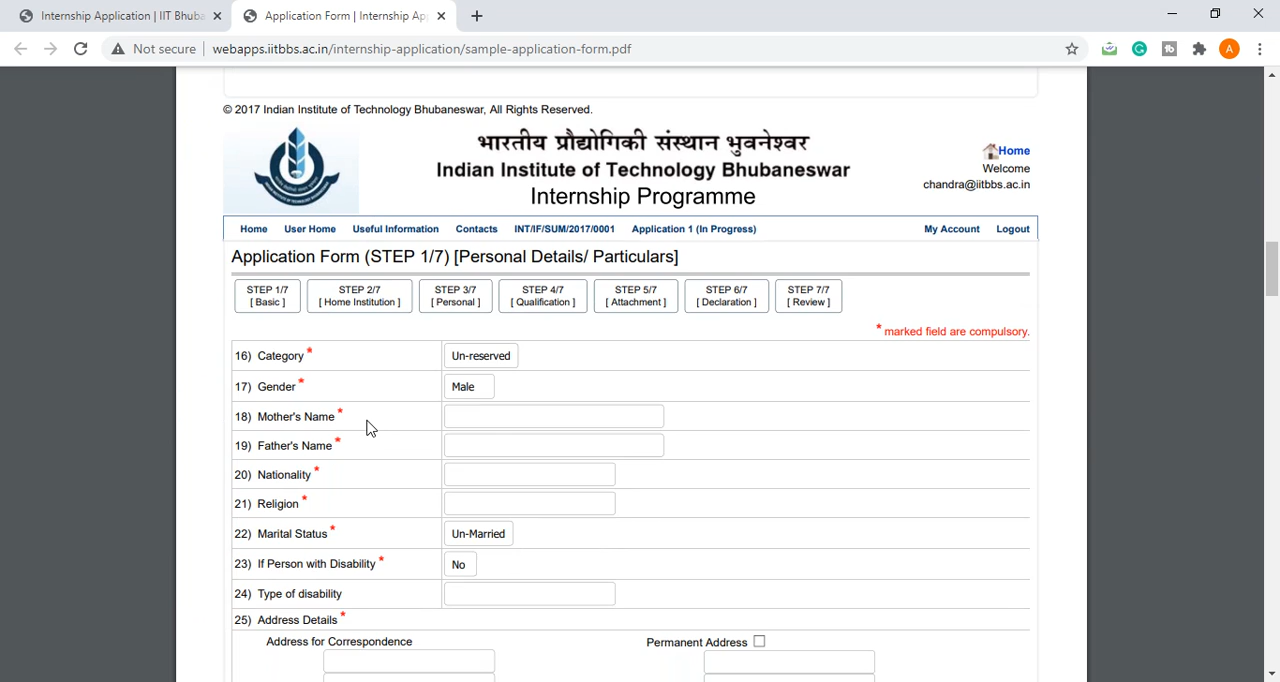 Internship Application | IIT Bhuba
Application Form | Internship Ap
Not secure
webapps.iitbbs.ac.in/internship-application/sample-application-form.pdf
A
© 2017 Indian Institute of Technology Bhubaneswar, All Rights Reserved.
भारतीय प्रौद्योगिकी संस्थान भुवनेश्वर
Indian Institute of Technology Bhubaneswar
Internship Programme
Home
Welcome
chandra@iitbbs.ac.in
Home User Home Useful Information Contacts INT/IF/SUM/2017/0001 Application 1 (In Progress) My Account Logout
Application Form (STEP 1/7) [Personal Details/ Particulars]
STEP 1/7 STEP 2/7 STEP 3/7 STEP 4/7 STEP 5/7 STEP 6/7 STEP 7/7
[ Basic ] [ Home Institution ] [ Personal ] [ Qualification ] [ Attachment ] [ Declaration ] [ Review ]
* marked field are compulsory.
16) Category * Un-reserved
17) Gender * Male
18) Mother's Name *
19) Father's Name *
20) Nationality *
21) Religion *
22) Marital Status * Un-Married
23) If Person with Disability * No
24) Type of disability
25) Address Details *
Address for Correspondence Permanent Address